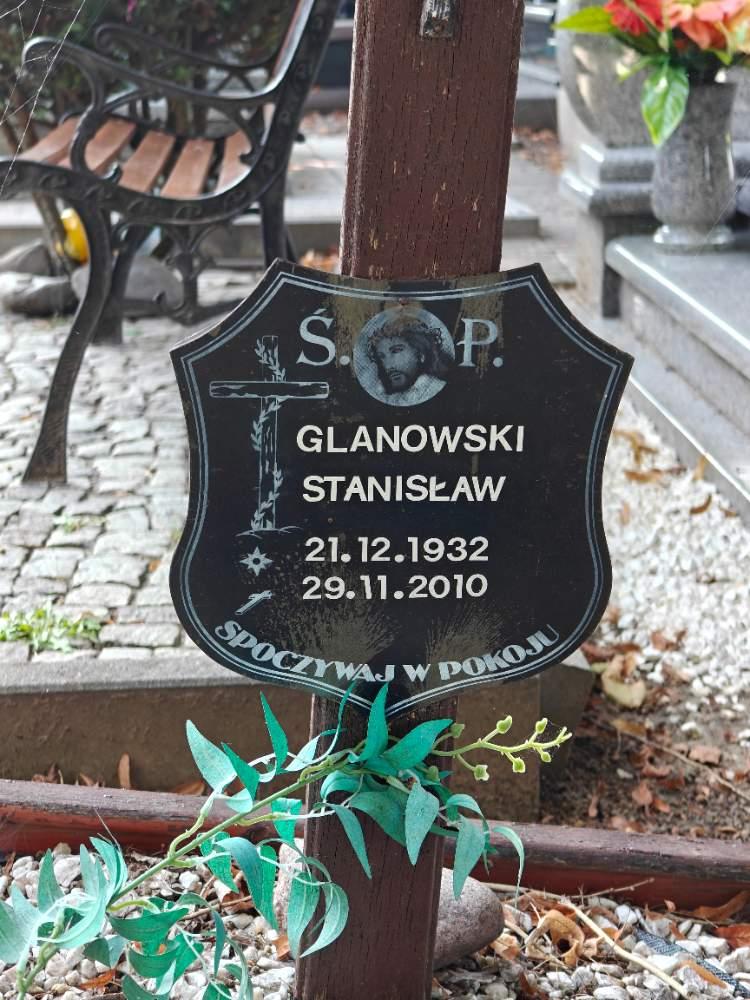 Ś. P.
GLANOWSKI
STANISŁAW
21.12.1932
29.11.2010
SPOCZYWAJ W POKOJU